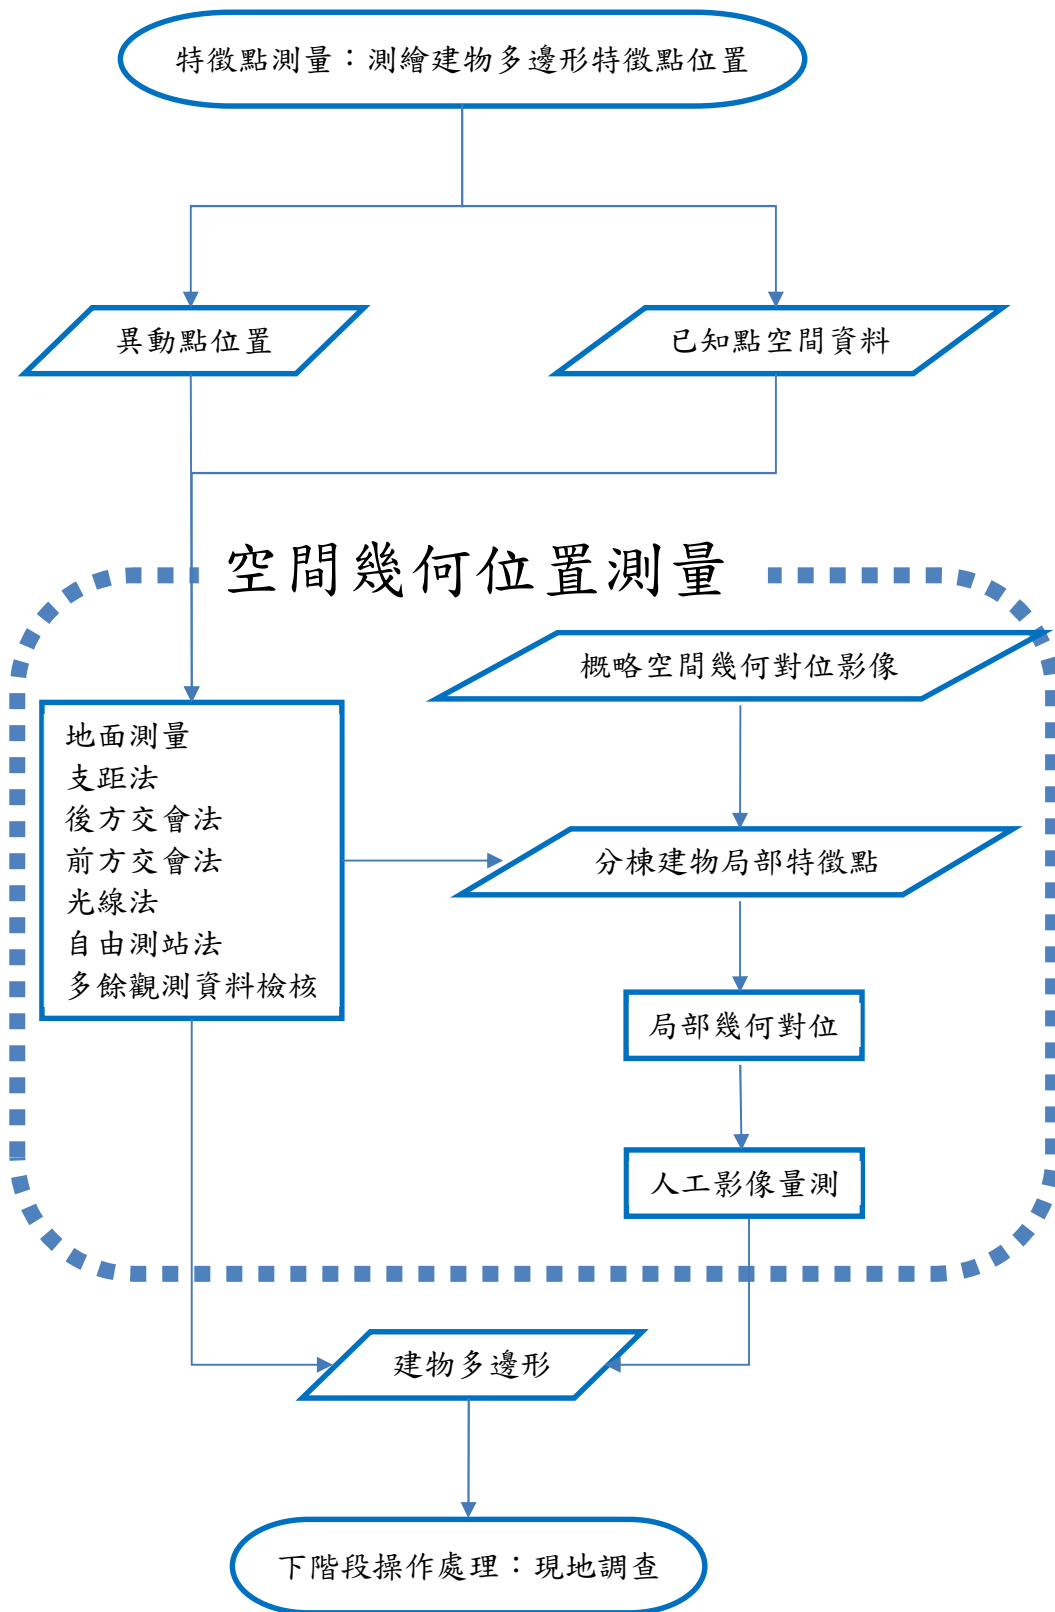 特徵點測量：測繪建物多邊形特徵點位置
異動點位置
已知點空間資料
空間幾何位置測量
概略空間幾何對位影像
地面測量
支距法
後方交會法
前方交會法
光線法
自由測站法
多餘觀測資料檢核
分棟建物局部特徵點
局部幾何對位
人工影像量測
建物多邊形
下階段操作處理：現地調查